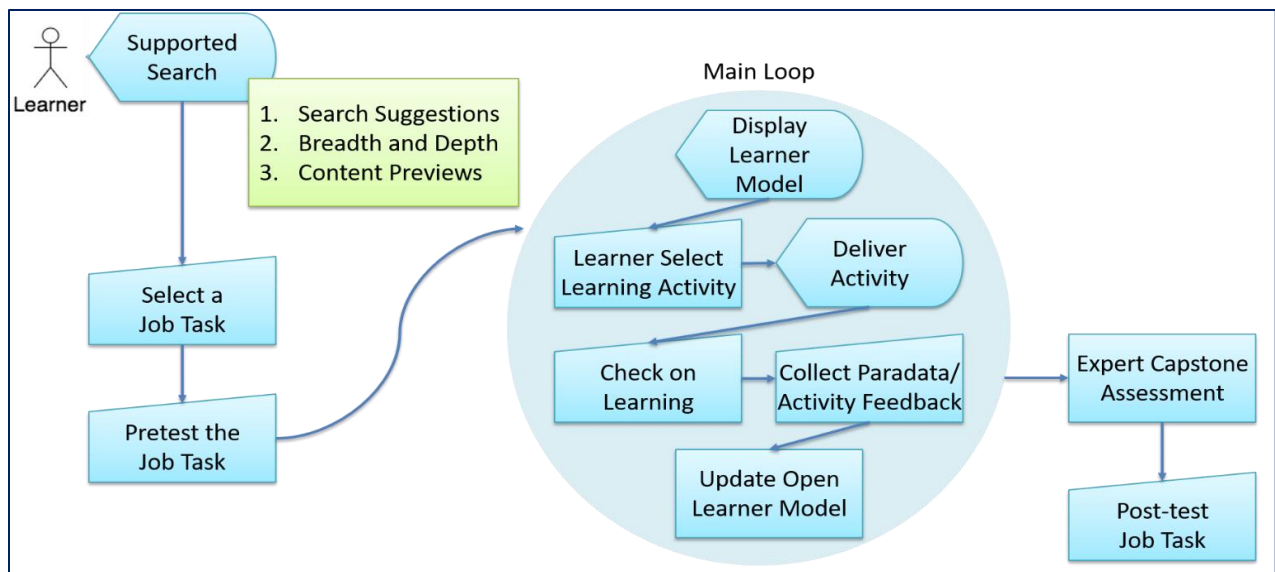 Learner
Supported
Search
1. Search Suggestions
2. Breadth and Depth
3. Content Previews
Select a
Job Task
Pretest the
Job Task
Main Loop
Display
Learner
Model
Learner Select
Learning Activity
Deliver
Activity
Check on
Learning
Collect Paradata/
Activity Feedback
Update Open
Learner Model
Expert Capstone
Assessment
Post-test
Job Task